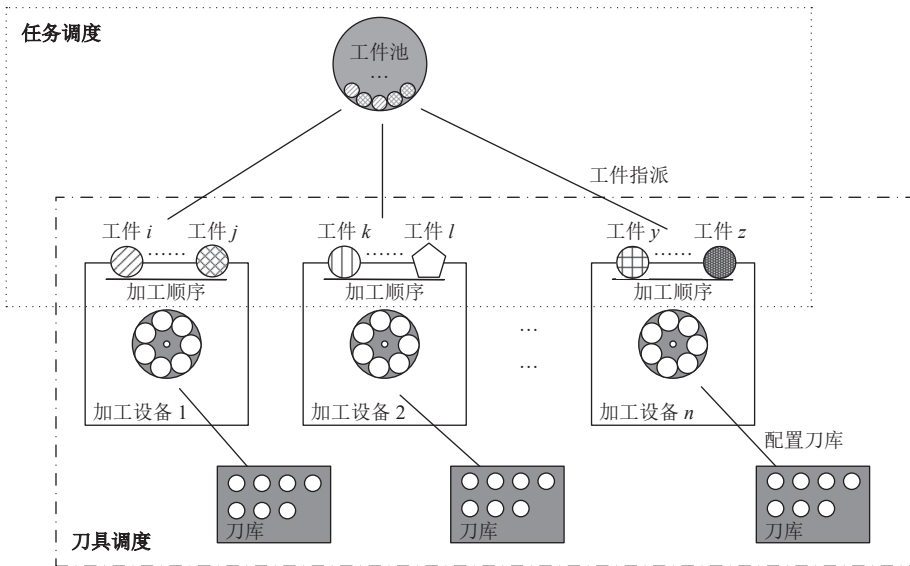 任务调度
工件池
…
工件指派
工件 i …… 工件 j
工件 k …… 工件 l
工件 y …… 工件 z
加工顺序
加工顺序
加工顺序
…
…
加工设备 1
加工设备 2
加工设备 n
配置刀库
刀库
刀库
刀库
刀具调度